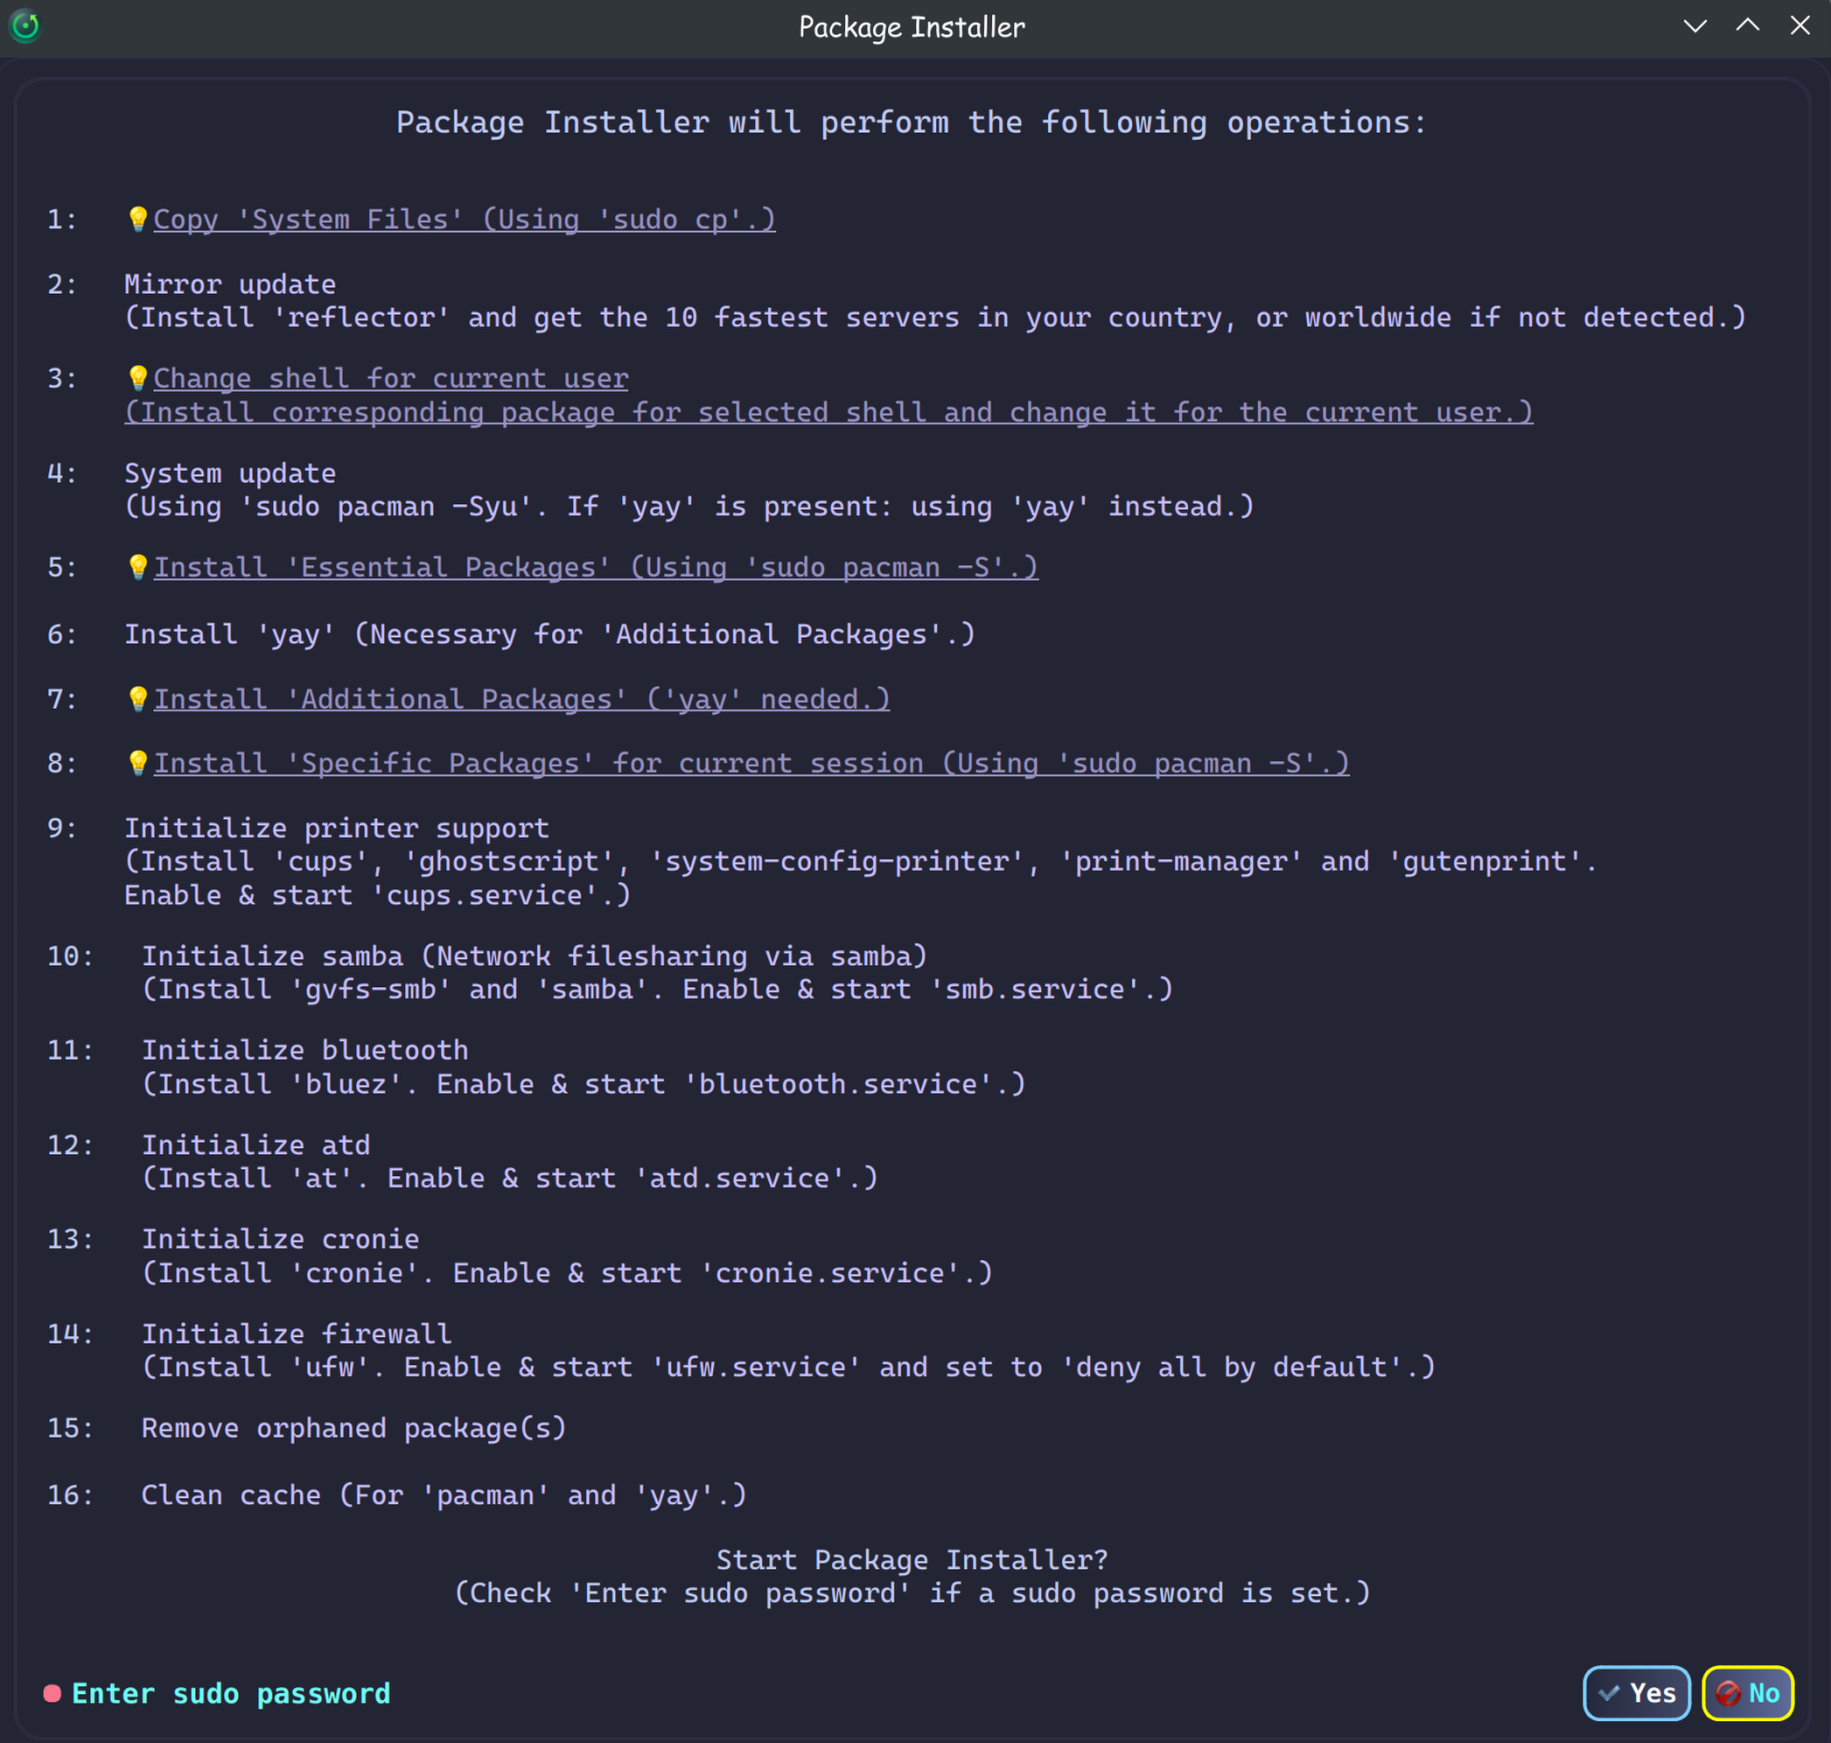 Package Installer
Package Installer will perform the following operations:
1: 💡Copy 'System Files' (Using 'sudo cp'.)
2: Mirror update
(Install 'reflector' and get the 10 fastest servers in your country, or worldwide if not detected.)
3: 💡Change shell for current user
(Install corresponding package for selected shell and change it for the current user.)
4: System update
(Using 'sudo pacman -Syu'. If 'yay' is present: using 'yay' instead.)
5: 💡Install 'Essential Packages' (Using 'sudo pacman -S'.)
6: Install 'yay' (Necessary for 'Additional Packages'.)
7: 💡Install 'Additional Packages' ('yay' needed.)
8: 💡Install 'Specific Packages' for current session (Using 'sudo pacman -S'.)
9: Initialize printer support
(Install 'cups', 'ghostscript', 'system-config-printer', 'print-manager' and 'gutenprint'.
Enable & start 'cups.service'.)
10: Initialize samba (Network filesharing via samba)
(Install 'gvfs-smb' and 'samba'. Enable & start 'smb.service'.)
11: Initialize bluetooth
(Install 'bluez'. Enable & start 'bluetooth.service'.)
12: Initialize atd
(Install 'at'. Enable & start 'atd.service'.)
13: Initialize cronie
(Install 'cronie'. Enable & start 'cronie.service'.)
14: Initialize firewall
(Install 'ufw'. Enable & start 'ufw.service' and set to 'deny all by default'.)
15: Remove orphaned package(s)
16: Clean cache (For 'pacman' and 'yay'.)
Start Package Installer?
(Check 'Enter sudo password' if a sudo password is set.)
Enter sudo password
Yes
No